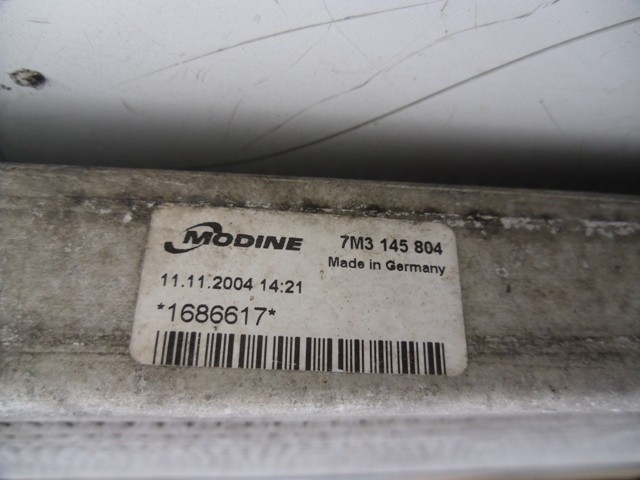 MODINE 7M3 145 804
Made in Germany
11.11.2004 14:21
*1686617*